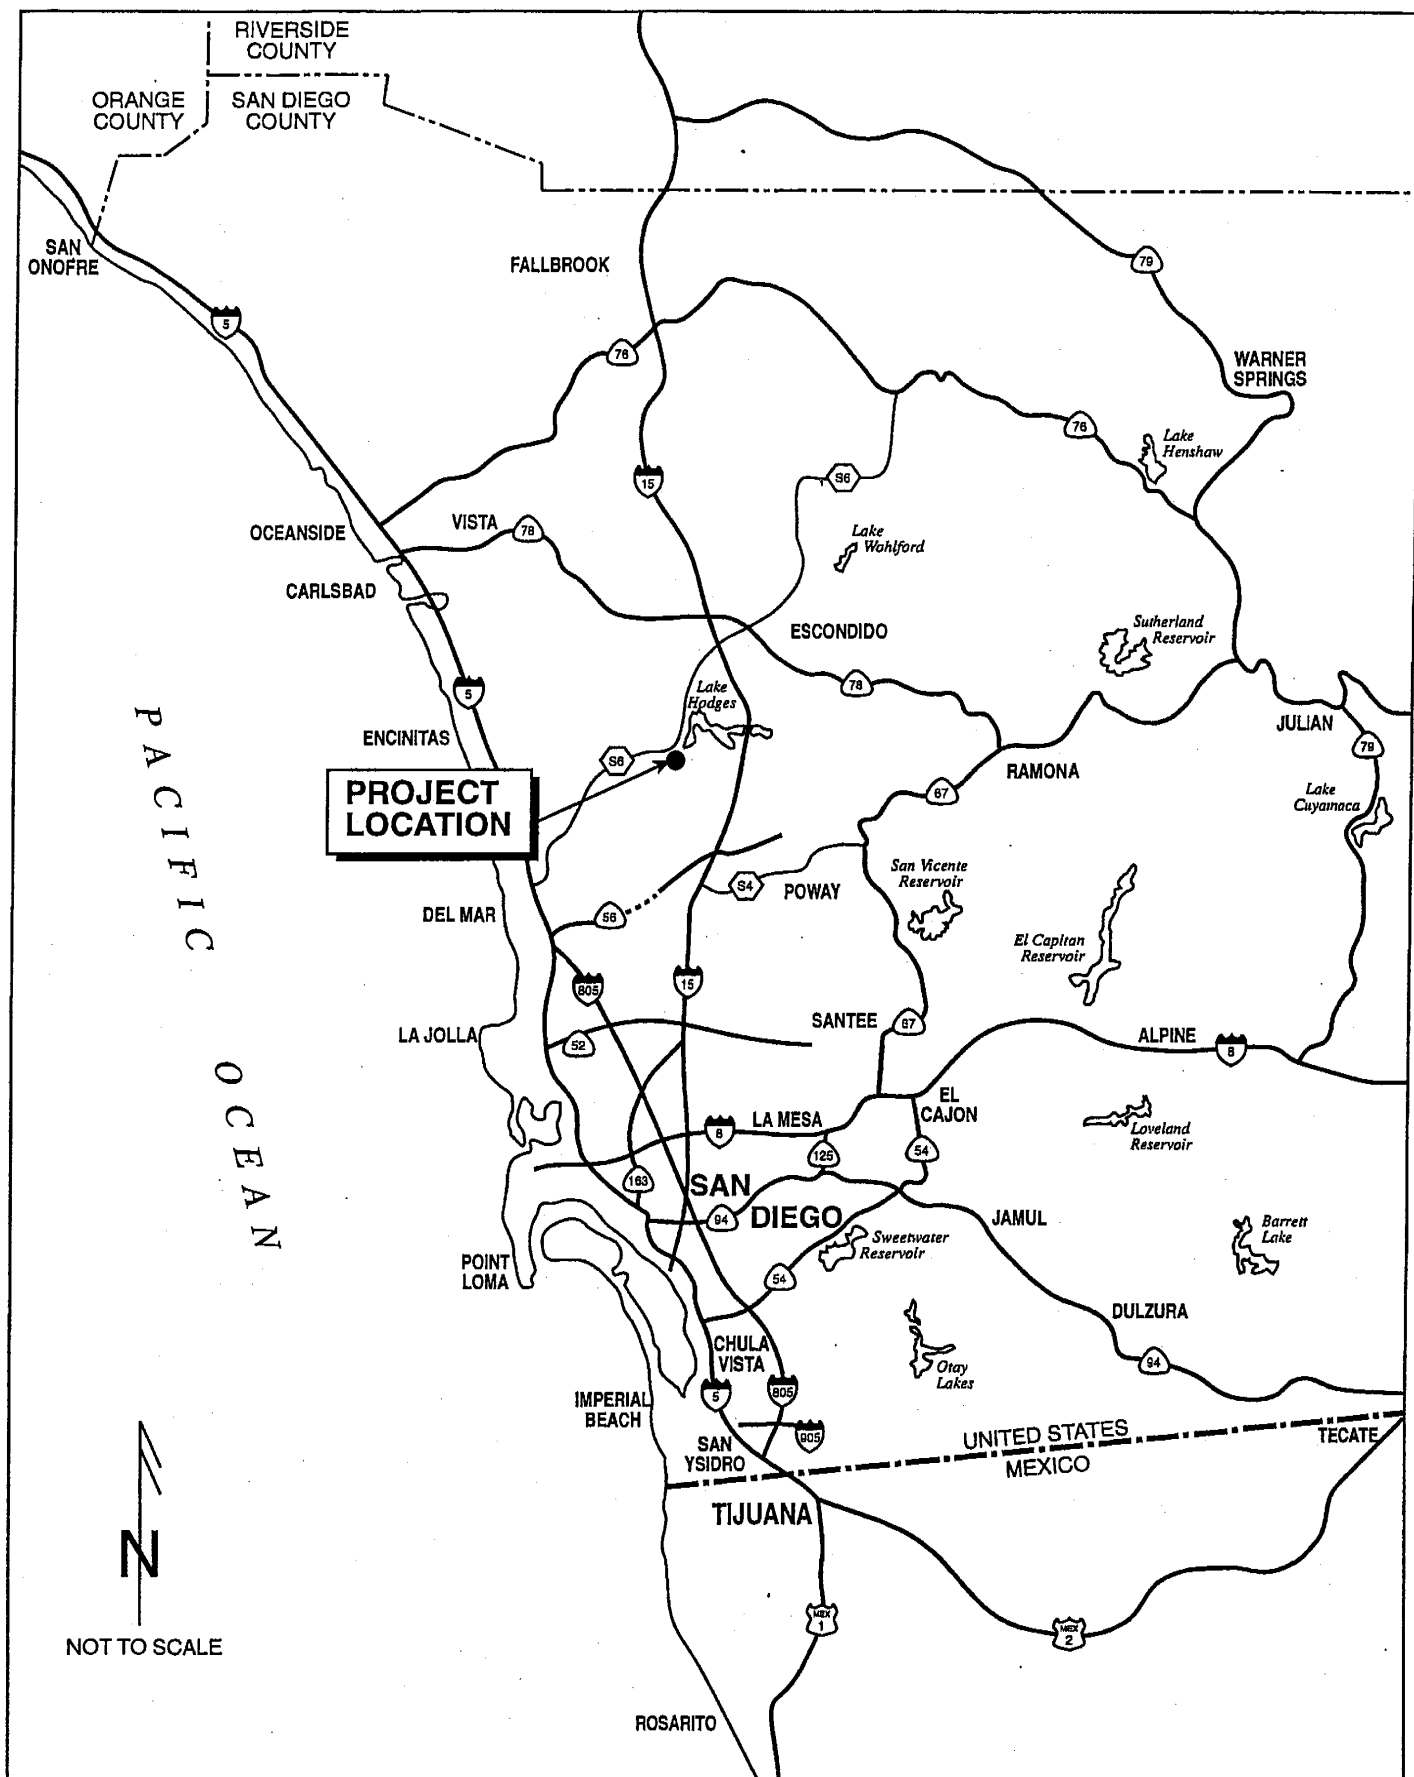 RIVERSIDE
COUNTY
ORANGE
COUNTY
SAN DIEGO
COUNTY
SAN
ONOFRE
FALLBROOK
79
5
76
WARNER
SPRINGS
76
Lake
Henshaw
15
S6
OCEANSIDE
VISTA
78
Lake
Wohlford
CARLSBAD
ESCONDIDO
Sutherland
Reservoir
5
78
Lake
Hodges
ENCINITAS
JULIAN
79
S6
RAMONA
PROJECT
LOCATION
67
Lake
Cuyamaca
San Vicente
Reservoir
S4
POWAY
DEL MAR
56
El Capitan
Reservoir
805
15
SANTEE
67
LA JOLLA
52
ALPINE
8
EL
CAJON
LA MESA
8
Loveland
Reservoir
125
54
163
SAN
DIEGO
94
JAMUL
Barrett
Lake
Sweetwater
Reservoir
POINT
LOMA
54
DULZURA
CHULA
VISTA
94
Otay
Lakes
5
805
IMPERIAL
BEACH
905
SAN
YSIDRO
UNITED STATES
MEXICO
TECATE
TIJUANA
MEX
1
MEX
2
ROSARITO
PACIFIC
OCEAN
N
NOT TO SCALE